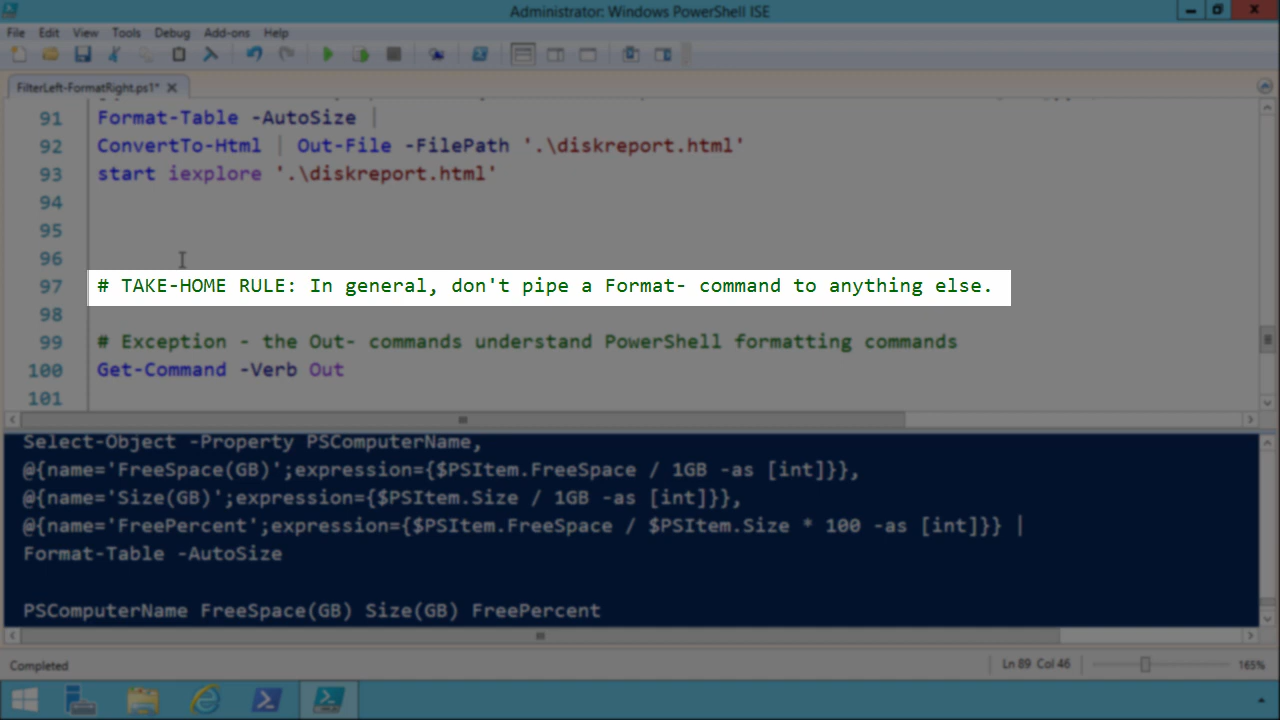 Administrator: Windows PowerShell ISE
File Edit View Tools Debug Add-ons Help
FilterLeft-FormatRight.ps1*
91 Format-Table -AutoSize |
92 ConvertTo-Html | Out-File -FilePath '.\diskreport.html'
93 start iexplore '.\diskreport.html'
94
95
96
97 # TAKE-HOME RULE: In general, don't pipe a Format- command to anything else.
98
99 # Exception - the Out- commands understand PowerShell formatting commands
100 Get-Command -Verb Out
101
Select-Object -Property PSComputerName,
@{name='FreeSpace(GB)';expression={$PSItem.FreeSpace / 1GB -as [int]}},
@{name='Size(GB)';expression={$PSItem.Size / 1GB -as [int]}},
@{name='FreePercent';expression={$PSItem.FreeSpace / $PSItem.Size * 100 -as [int]}} |
Format-Table -AutoSize
PSComputerName FreeSpace(GB) Size(GB) FreePercent
Completed Ln 89 Col 46 165%